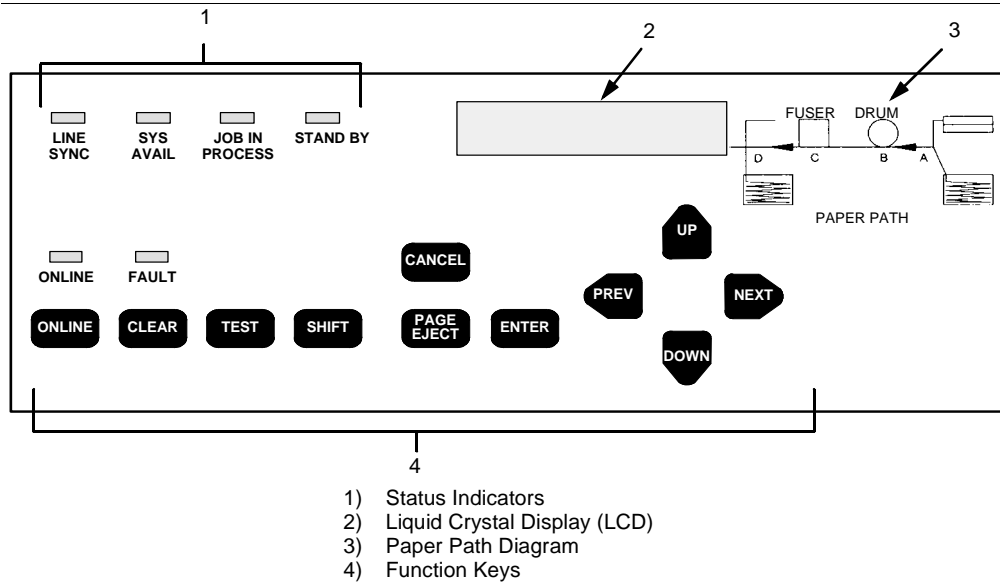 1
2
3
LINE SYNC
SYS AVAIL
JOB IN PROCESS
STAND BY
FUSER
DRUM
D
C
B
A
PAPER PATH
ONLINE
FAULT
CANCEL
UP
PREV
NEXT
DOWN
ONLINE
CLEAR
TEST
SHIFT
PAGE EJECT
ENTER
4
1) Status Indicators
2) Liquid Crystal Display (LCD)
3) Paper Path Diagram
4) Function Keys